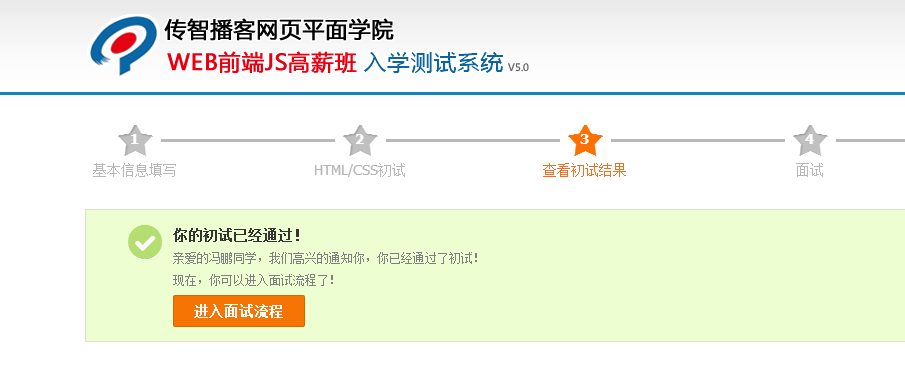 传智播客网页平面学院
WEB前端JS高薪班 入学测试系统 V5.0
1
2
3
4
基本信息填写
HTML/CSS初试
查看初试结果
面试
你的初试已经通过！
亲爱的冯鹏同学，我们高兴的通知你，你已经通过了初试！
现在，你可以进入面试流程了！
进入面试流程